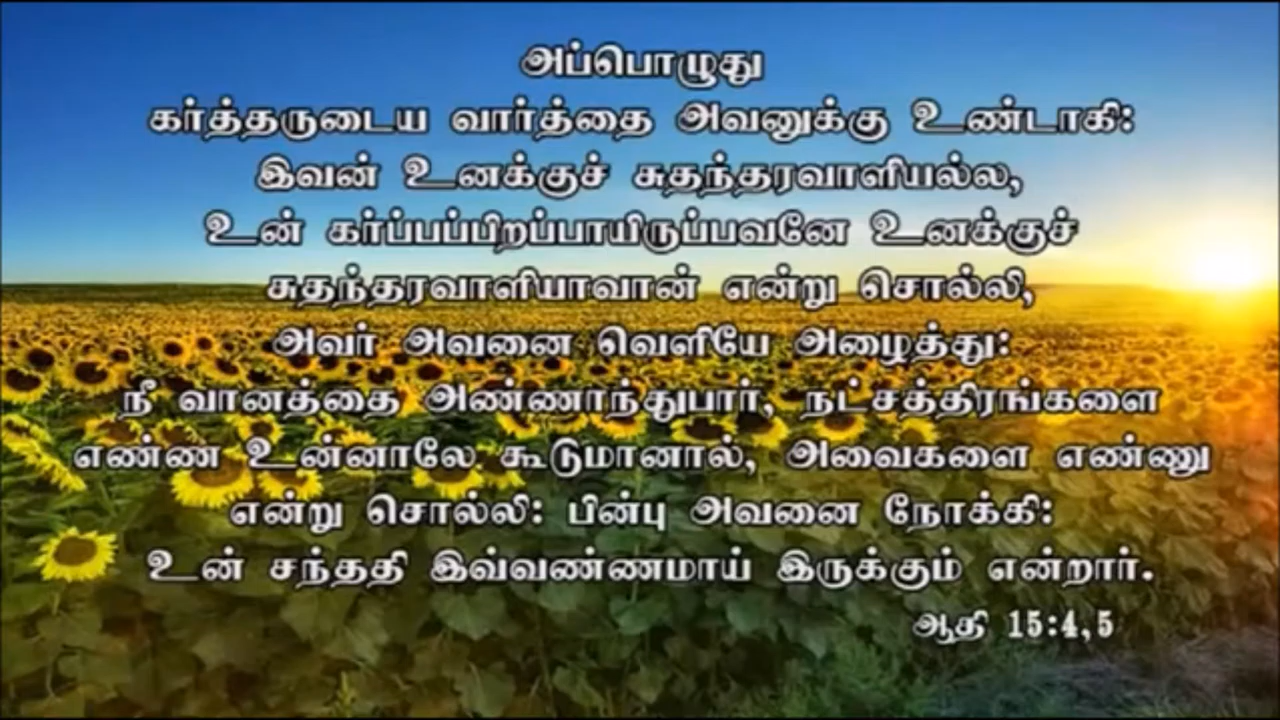 அப்பொழுது
கர்த்தருடைய வார்த்தை அவனுக்கு உண்டாகி:
இவன் உனக்குச் சுதந்தரவாளியல்ல,
உன் கர்ப்பப்பிறப்பாயிருப்பவனே உனக்குச்
சுதந்தரவாளியாவான் என்று சொல்லி,
அவர் அவனை வெளியே அழைத்து:
நீ வானத்தை அண்ணாந்துபார், நட்சத்திரங்களை
எண்ண உன்னாலே கூடுமானால், அவைகளை எண்ணு
என்று சொல்லி: பின்பு அவனை நோக்கி:
உன் சந்ததி இவ்வண்ணமாய் இருக்கும் என்றார்.
ஆதி 15:4,5